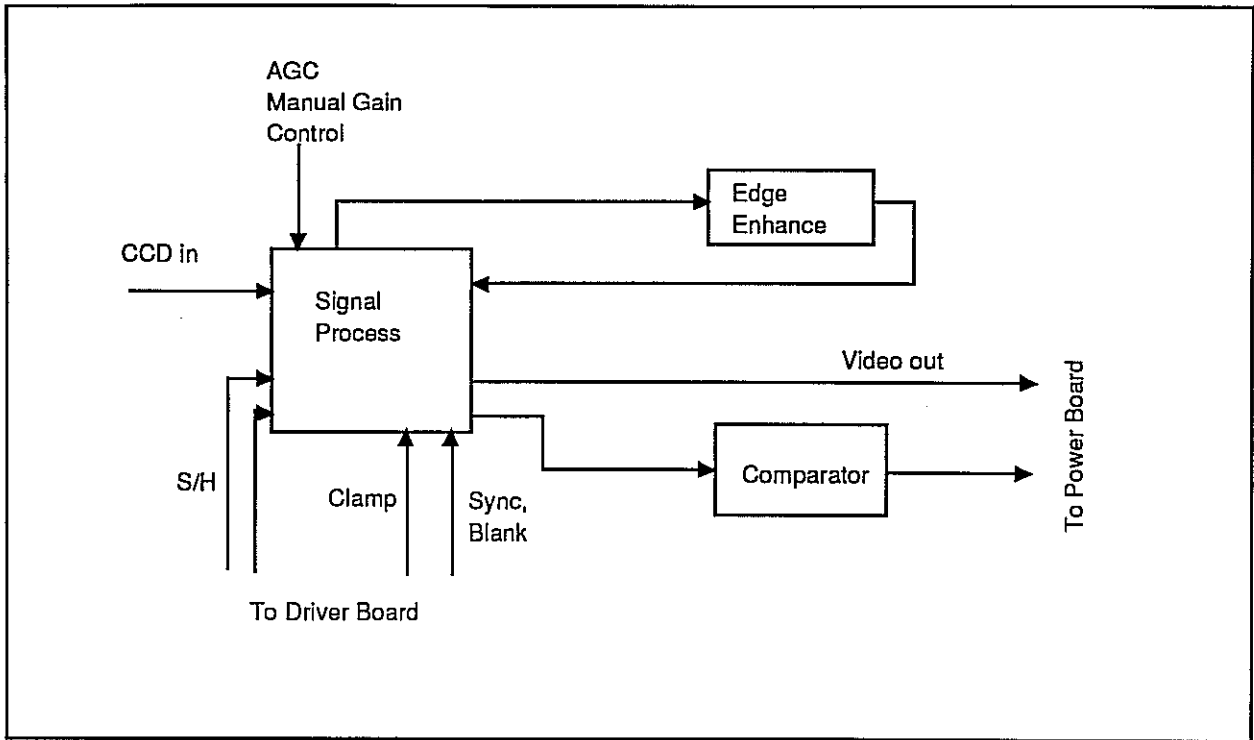 AGC
Manual Gain
Control
Edge
Enhance
CCD in
Signal
Process
Video out
S/H
Clamp
Sync,
Blank
Comparator
To Power Board
To Driver Board